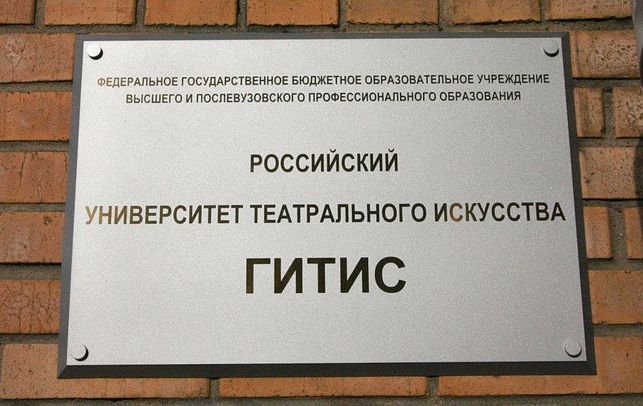 ФЕДЕРАЛЬНОЕ ГОСУДАРСТВЕННОЕ БЮДЖЕТНОЕ ОБРАЗОВАТЕЛЬНОЕ УЧРЕЖДЕНИЕ
ВЫСШЕГО И ПОСЛЕВУЗОВСКОГО ПРОФЕССИОНАЛЬНОГО ОБРАЗОВАНИЯ
РОССИЙСКИЙ
УНИВЕРСИТЕТ ТЕАТРАЛЬНОГО ИСКУССТВА
ГИТИС